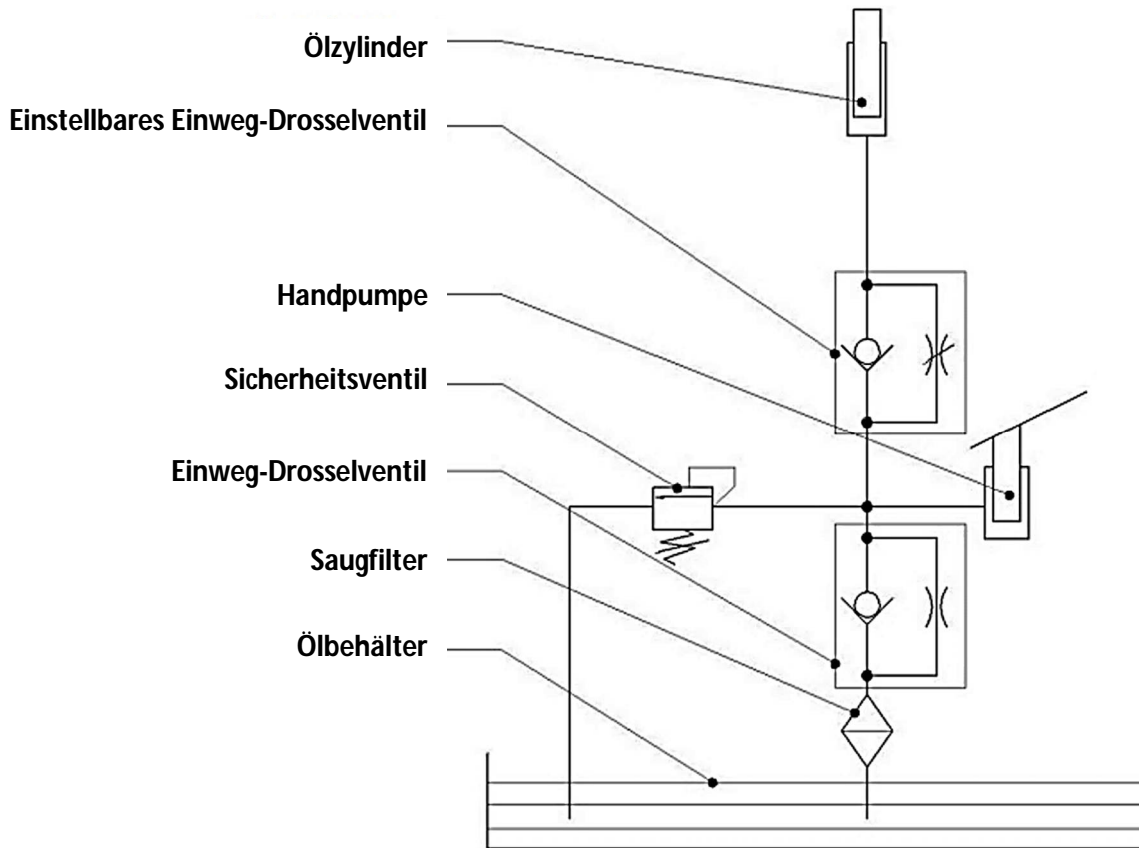 Ölzylinder
Einstellbares Einweg-Drosselventil
Handpumpe
Sicherheitsventil
Einweg-Drosselventil
Saugfilter
Ölbehälter